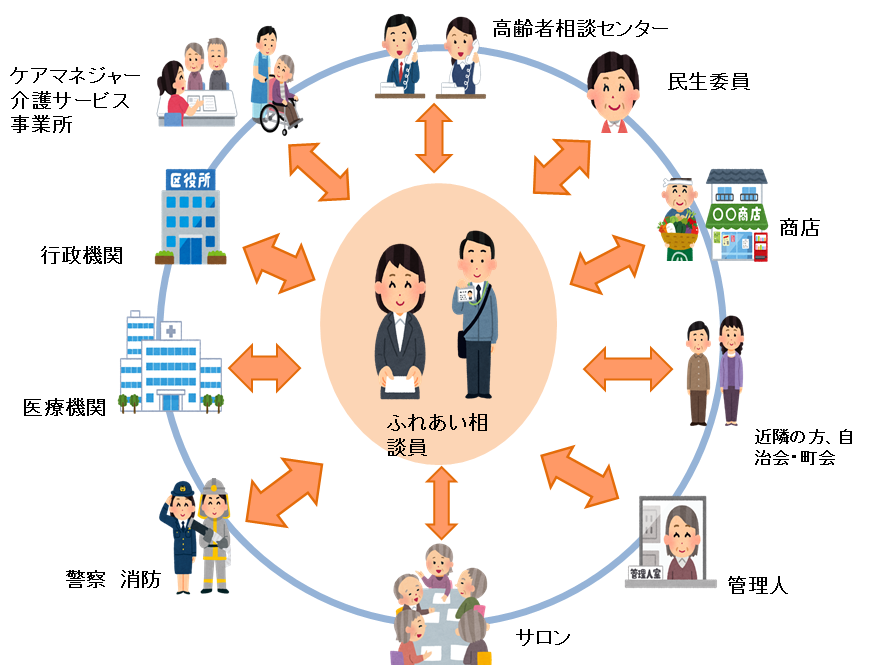 高齢者相談センター
ケアマネジャー
介護サービス
事業所
民生委員
区役所
〇〇商店
商店
行政機関
医療機関
ふれあい相
談員
近隣の方、自
治会・町会
警察　消防
管理人室
管理人
サロン